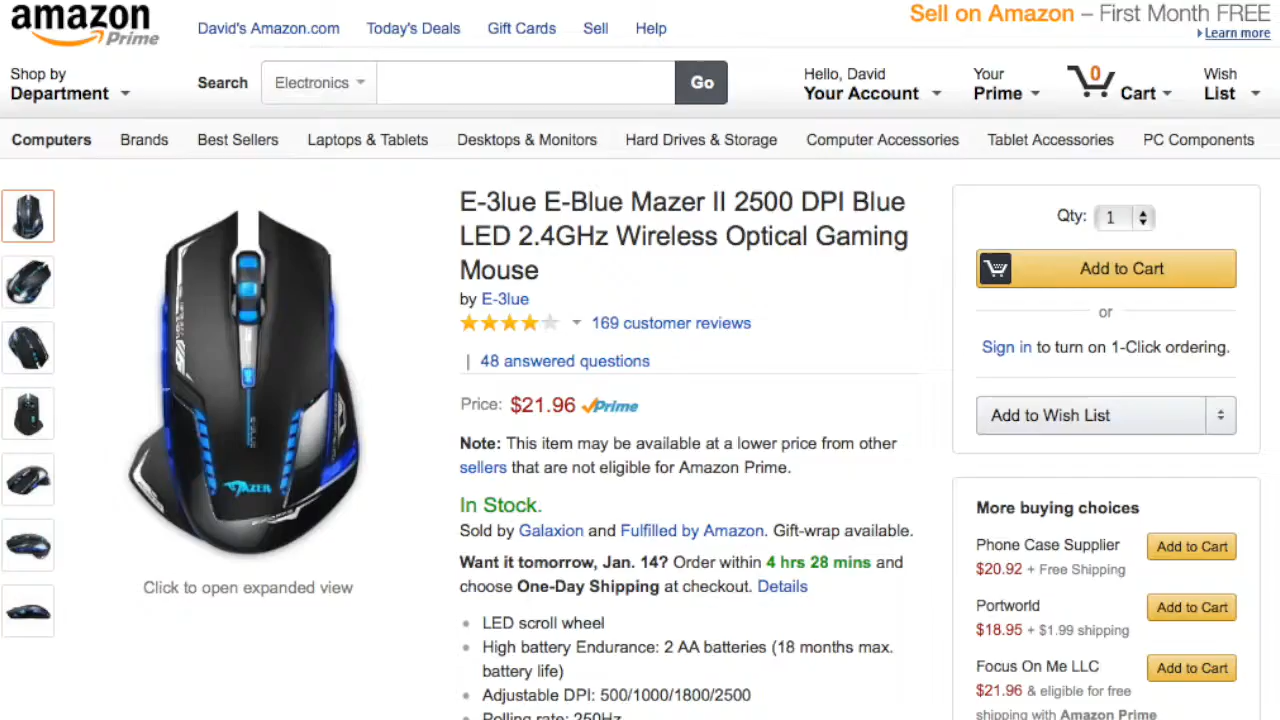 amazon
Prime
David's Amazon.com Today's Deals Gift Cards Sell Help
Sell on Amazon – First Month FREE
Learn more
Shop by
Department
Search Electronics Go
Hello, David
Your Account
Your
Prime
0
Cart
Wish
List
Computers Brands Best Sellers Laptops & Tablets Desktops & Monitors Hard Drives & Storage Computer Accessories Tablet Accessories PC Components
MAZER
Click to open expanded view
E-3lue E-Blue Mazer II 2500 DPI Blue
LED 2.4GHz Wireless Optical Gaming
Mouse
by E-3lue
169 customer reviews
| 48 answered questions
Price: $21.96 Prime
Note: This item may be available at a lower price from other
sellers that are not eligible for Amazon Prime.
In Stock.
Sold by Galaxion and Fulfilled by Amazon. Gift-wrap available.
Want it tomorrow, Jan. 14? Order within 4 hrs 28 mins and
choose One-Day Shipping at checkout. Details
LED scroll wheel
High battery Endurance: 2 AA batteries (18 months max.
battery life)
Adjustable DPI: 500/1000/1800/2500
Polling rate: 250Hz
Qty: 1
Add to Cart
or
Sign in to turn on 1-Click ordering.
Add to Wish List
More buying choices
Phone Case Supplier Add to Cart
$20.92 + Free Shipping
Portworld Add to Cart
$18.95 + $1.99 shipping
Focus On Me LLC Add to Cart
$21.96 & eligible for free
shipping with Amazon Prime